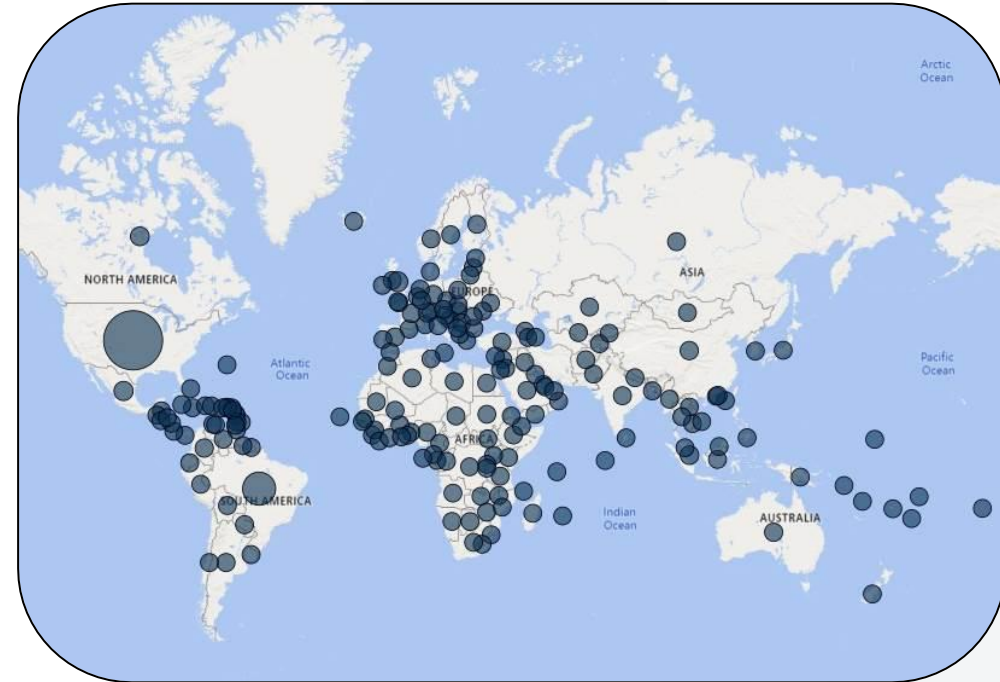 Arctic
Ocean
NORTH AMERICA
ASIA
EUROPE
Atlantic
Ocean
Pacific
Ocean
AFRICA
SOUTH AMERICA
Indian
Ocean
AUSTRALIA